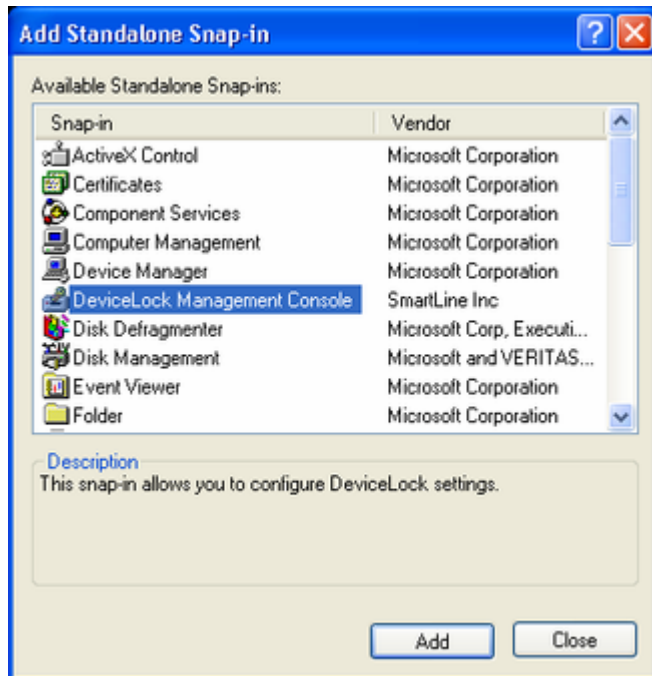 Add Standalone Snap-in
Available Standalone Snap-ins:
Snap-in Vendor
ActiveX Control Microsoft Corporation
Certificates Microsoft Corporation
Component Services Microsoft Corporation
Computer Management Microsoft Corporation
Device Manager Microsoft Corporation
DeviceLock Management Console SmartLine Inc
Disk Defragmenter Microsoft Corp, Executi...
Disk Management Microsoft and VERITAS...
Event Viewer Microsoft Corporation
Folder Microsoft Corporation
Description
This snap-in allows you to configure DeviceLock settings.
Add Close